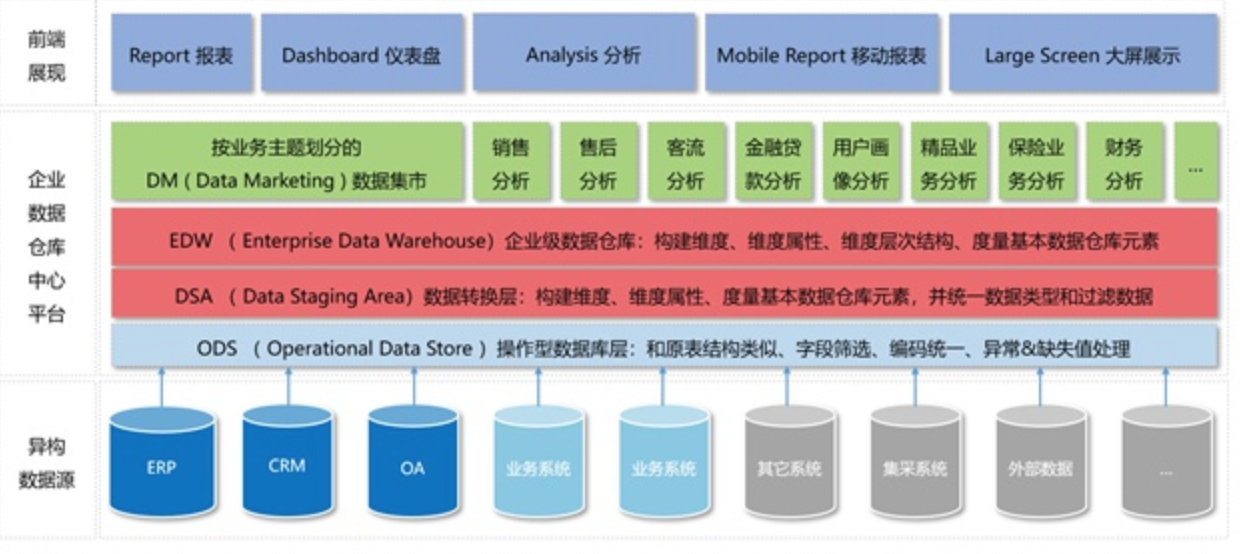 前端
展现
Report 报表
Dashboard 仪表盘
Analysis 分析
Mobile Report 移动报表
Large Screen 大屏展示
企业
数据
仓库
中心
平台
按业务主题划分的
DM（Data Marketing）数据集市
销售
分析
售后
分析
客流
分析
金融贷
款分析
用户画
像分析
精品业
务分析
保险业
务分析
财务
分析
...
EDW （ Enterprise Data Warehouse）企业级数据仓库：构建维度、维度属性、维度层次结构、度量基本数据仓库元素
DSA （ Data Staging Area）数据转换层：构建维度、维度属性、度量基本数据仓库元素，并统一数据类型和过滤数据
ODS （ Operational Data Store ）操作型数据库层：和原表结构类似、字段筛选、编码统一、异常&缺失值处理
异构
数据源
ERP
CRM
OA
业务系统
业务系统
其它系统
集采系统
外部数据
...